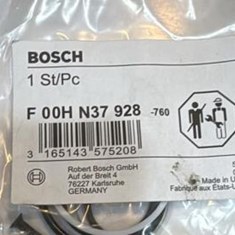 BOSCH
1 St/Pc
F 00H N37 928 -760
3 165143 575208
Robert Bosch GmbH
Auf der Breit 4
76227 Karlsruhe
GERMANY
Made in U
Fabriqué aux États-U